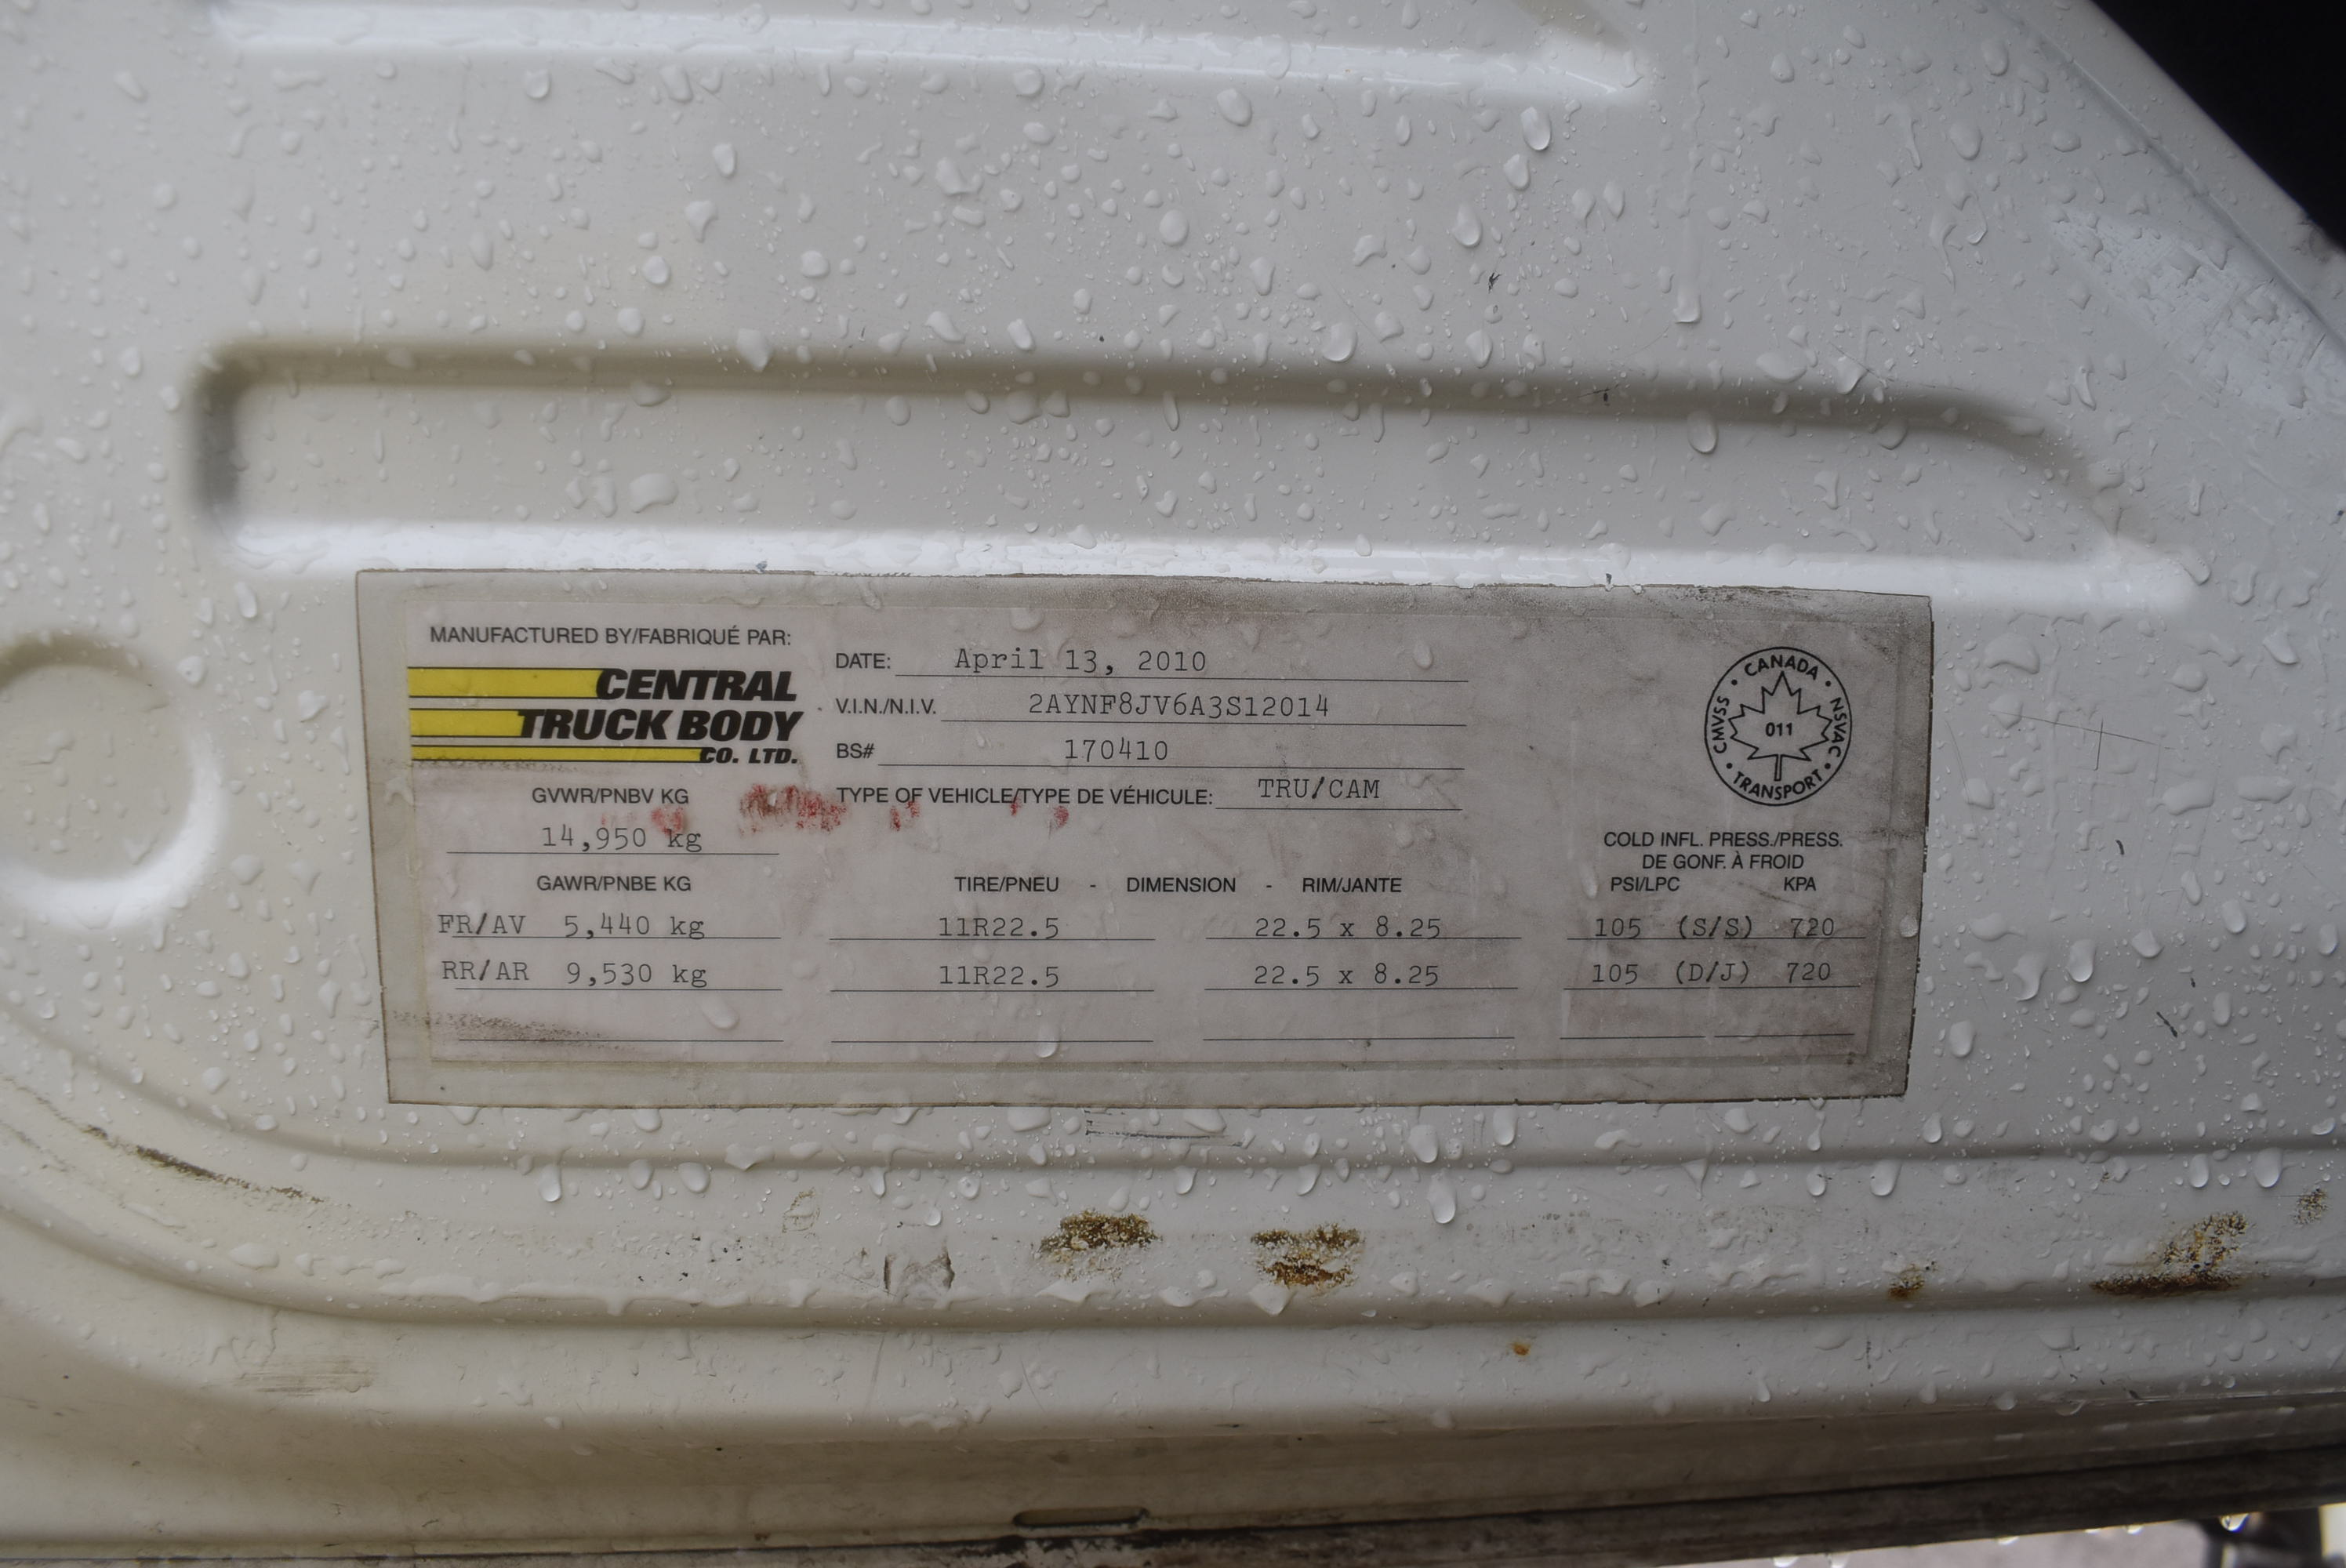 MANUFACTURED BY/FABRIQUÉ PAR:
CENTRAL
TRUCK BODY
CO. LTD.
DATE: April 13, 2010
V.I.N./N.I.V. 2AYNF8JV6A3S12014
BS# 170410
TYPE OF VEHICLE/TYPE DE VÉHICULE: TRU/CAM
CANADA
CMVSS
NSVAC
011
TRANSPORT
GVWR/PNBV KG
14,950 kg
COLD INFL. PRESS./PRESS.
DE GONF. À FROID
GAWR/PNBE KG TIRE/PNEU - DIMENSION - RIM/JANTE PSI/LPC KPA
FR/AV 5,440 kg 11R22.5 22.5 x 8.25 105 (S/S) 720
RR/AR 9,530 kg 11R22.5 22.5 x 8.25 105 (D/J) 720